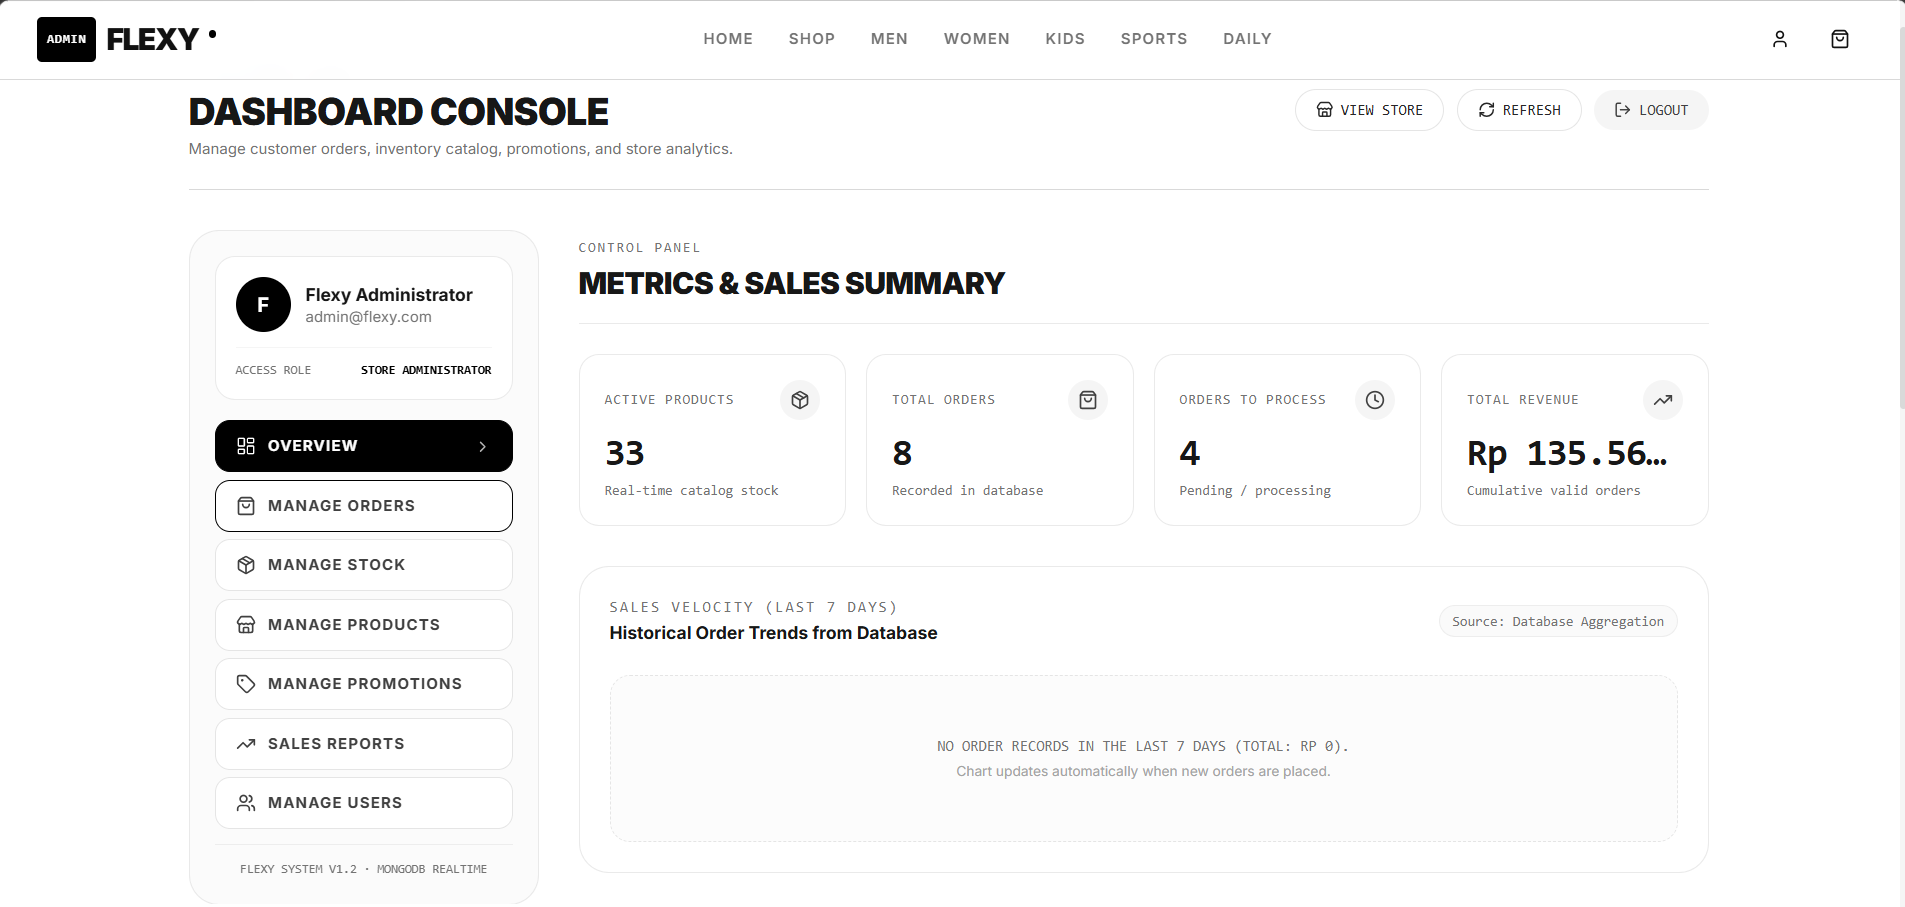 ADMIN FLEXY
HOME SHOP MEN WOMEN KIDS SPORTS DAILY
DASHBOARD CONSOLE
Manage customer orders, inventory catalog, promotions, and store analytics.
VIEW STORE
REFRESH
LOGOUT
F
Flexy Administrator
admin@flexy.com
ACCESS ROLE STORE ADMINISTRATOR
OVERVIEW
MANAGE ORDERS
MANAGE STOCK
MANAGE PRODUCTS
MANAGE PROMOTIONS
SALES REPORTS
MANAGE USERS
FLEXY SYSTEM V1.2 · MONGODB REALTIME
CONTROL PANEL
METRICS & SALES SUMMARY
ACTIVE PRODUCTS
33
Real-time catalog stock
TOTAL ORDERS
8
Recorded in database
ORDERS TO PROCESS
4
Pending / processing
TOTAL REVENUE
Rp 135.56…
Cumulative valid orders
SALES VELOCITY (LAST 7 DAYS)
Historical Order Trends from Database
Source: Database Aggregation
NO ORDER RECORDS IN THE LAST 7 DAYS (TOTAL: RP 0).
Chart updates automatically when new orders are placed.